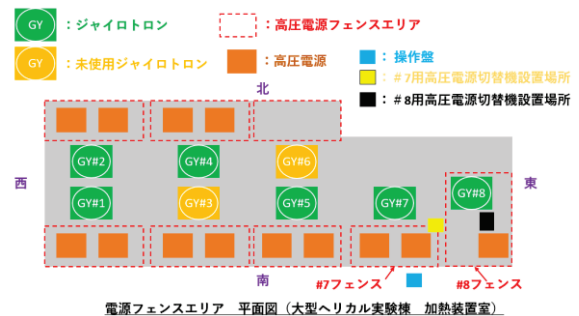 GY ：ジャイロトロン
：高圧電源フェンスエリア
GY ：未使用ジャイロトロン
：高圧電源
：操作盤
：＃7用高圧電源切替機設置場所
：＃8用高圧電源切替機設置場所
北
GY#2 GY#4 GY#6
西
東
GY#8
GY#1 GY#3 GY#5 GY#7
南
#7フェンス #8フェンス
電源フェンスエリア　平面図（大型ヘリカル実験棟　加熱装置室）